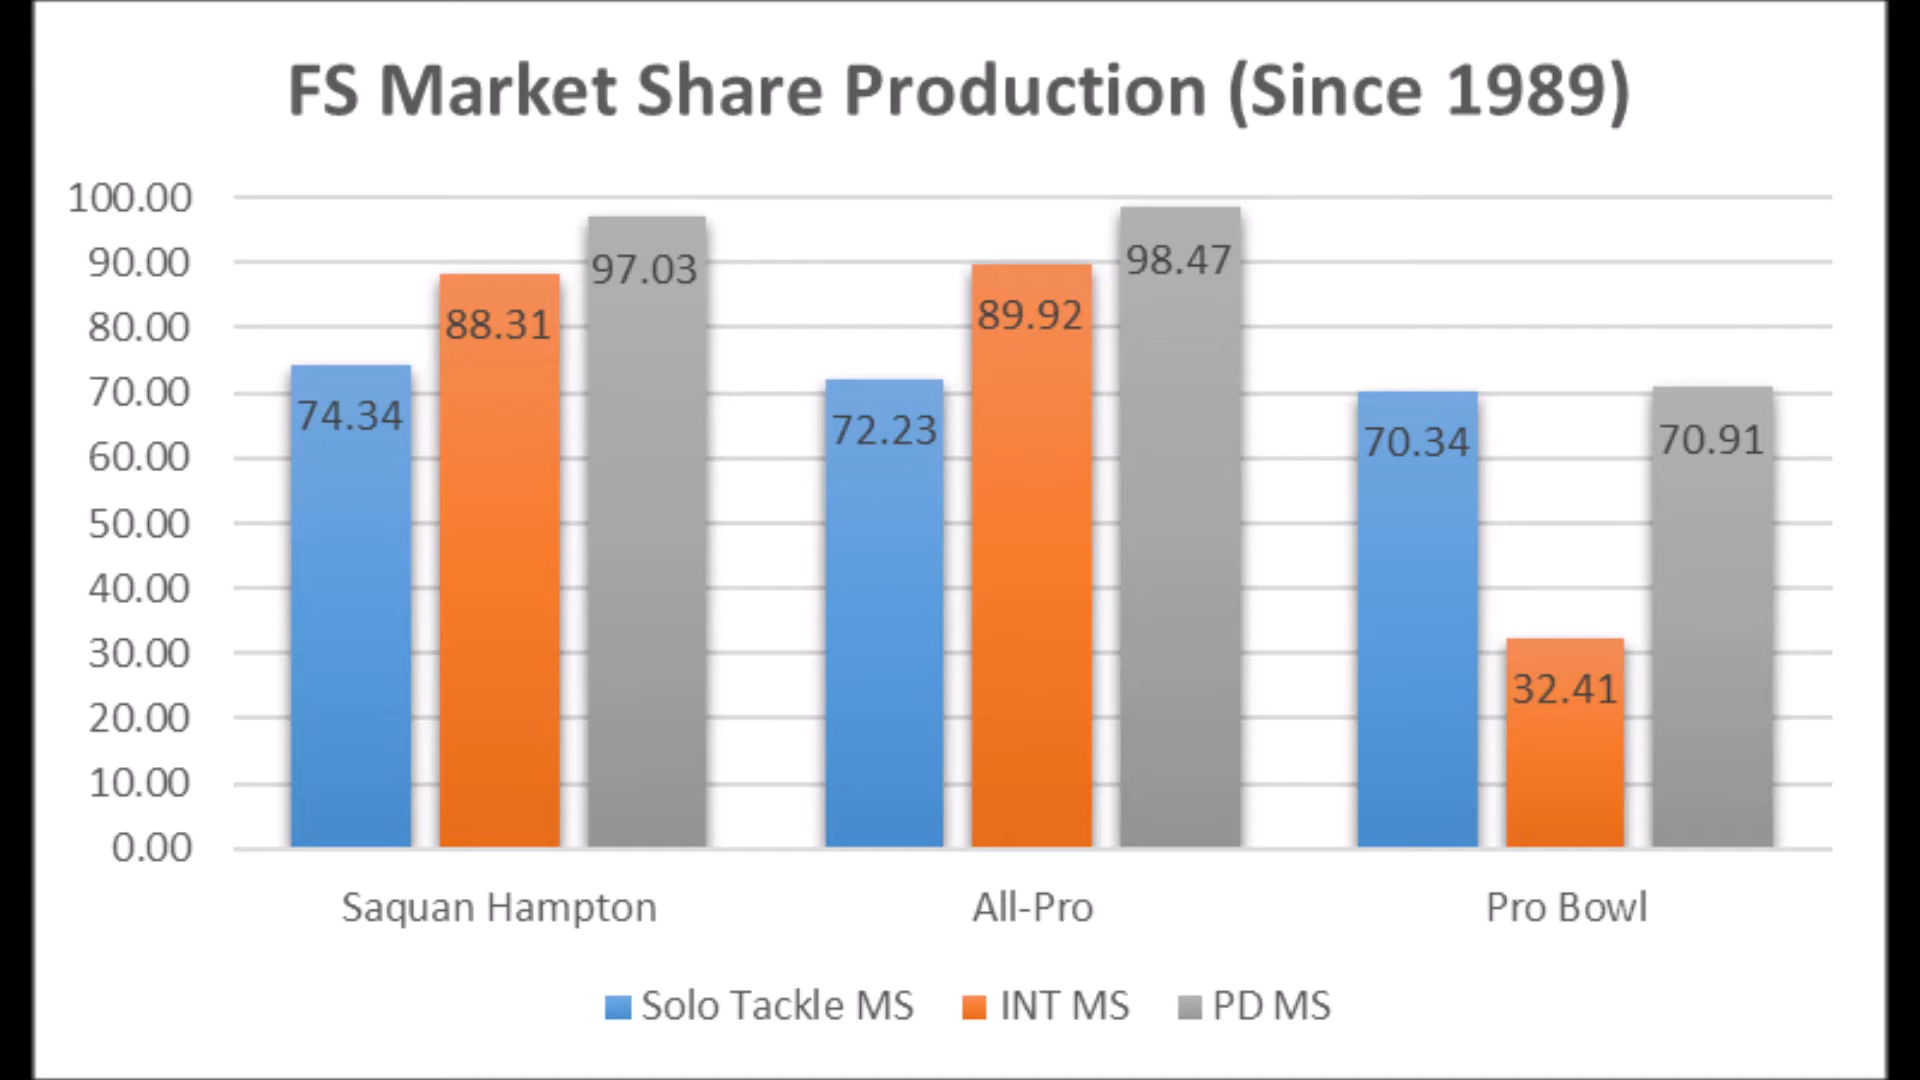 FS Market Share Production (Since 1989)
100.00
90.00
80.00
70.00
60.00
50.00
40.00
30.00
20.00
10.00
0.00
74.34
88.31
97.03
72.23
89.92
98.47
70.34
32.41
70.91
Saquan Hampton
All-Pro
Pro Bowl
Solo Tackle MS
INT MS
PD MS